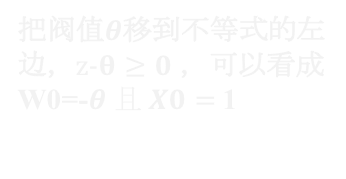 把阀值θ移到不等式的左
边，z-θ ≥ 0 ， 可以看成
W0=-θ 且 X0 = 1